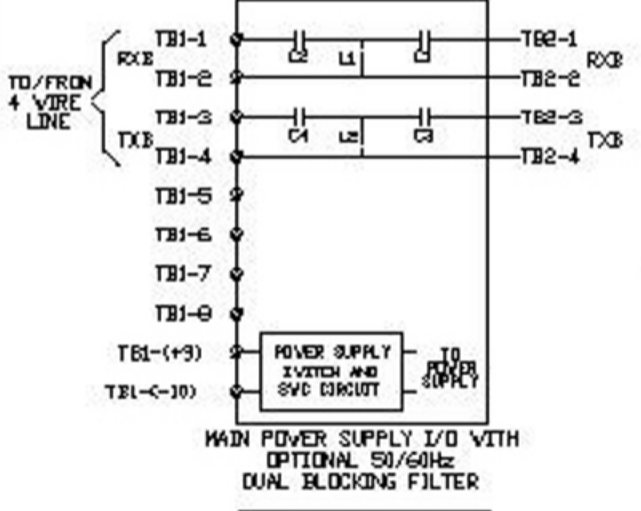 TB1-1
TB2-1
RXB
C2
L1
RXB
TB1-2
TB2-2
TO/FROM
4 WIRE
LINE
TB1-3
TB2-3
TXB
C4
L2
C3
TXB
TB1-4
TB2-4
TB1-5
TB1-6
TB1-7
TB1-8
TB1-(+9)
POWER SUPPLY
SWITCH AND
SWC CIRCUIT
TO
POWER
SUPPLY
TB1-(-10)
MAIN POWER SUPPLY I/O WITH
OPTIONAL 50/60Hz
DUAL BLOCKING FILTER